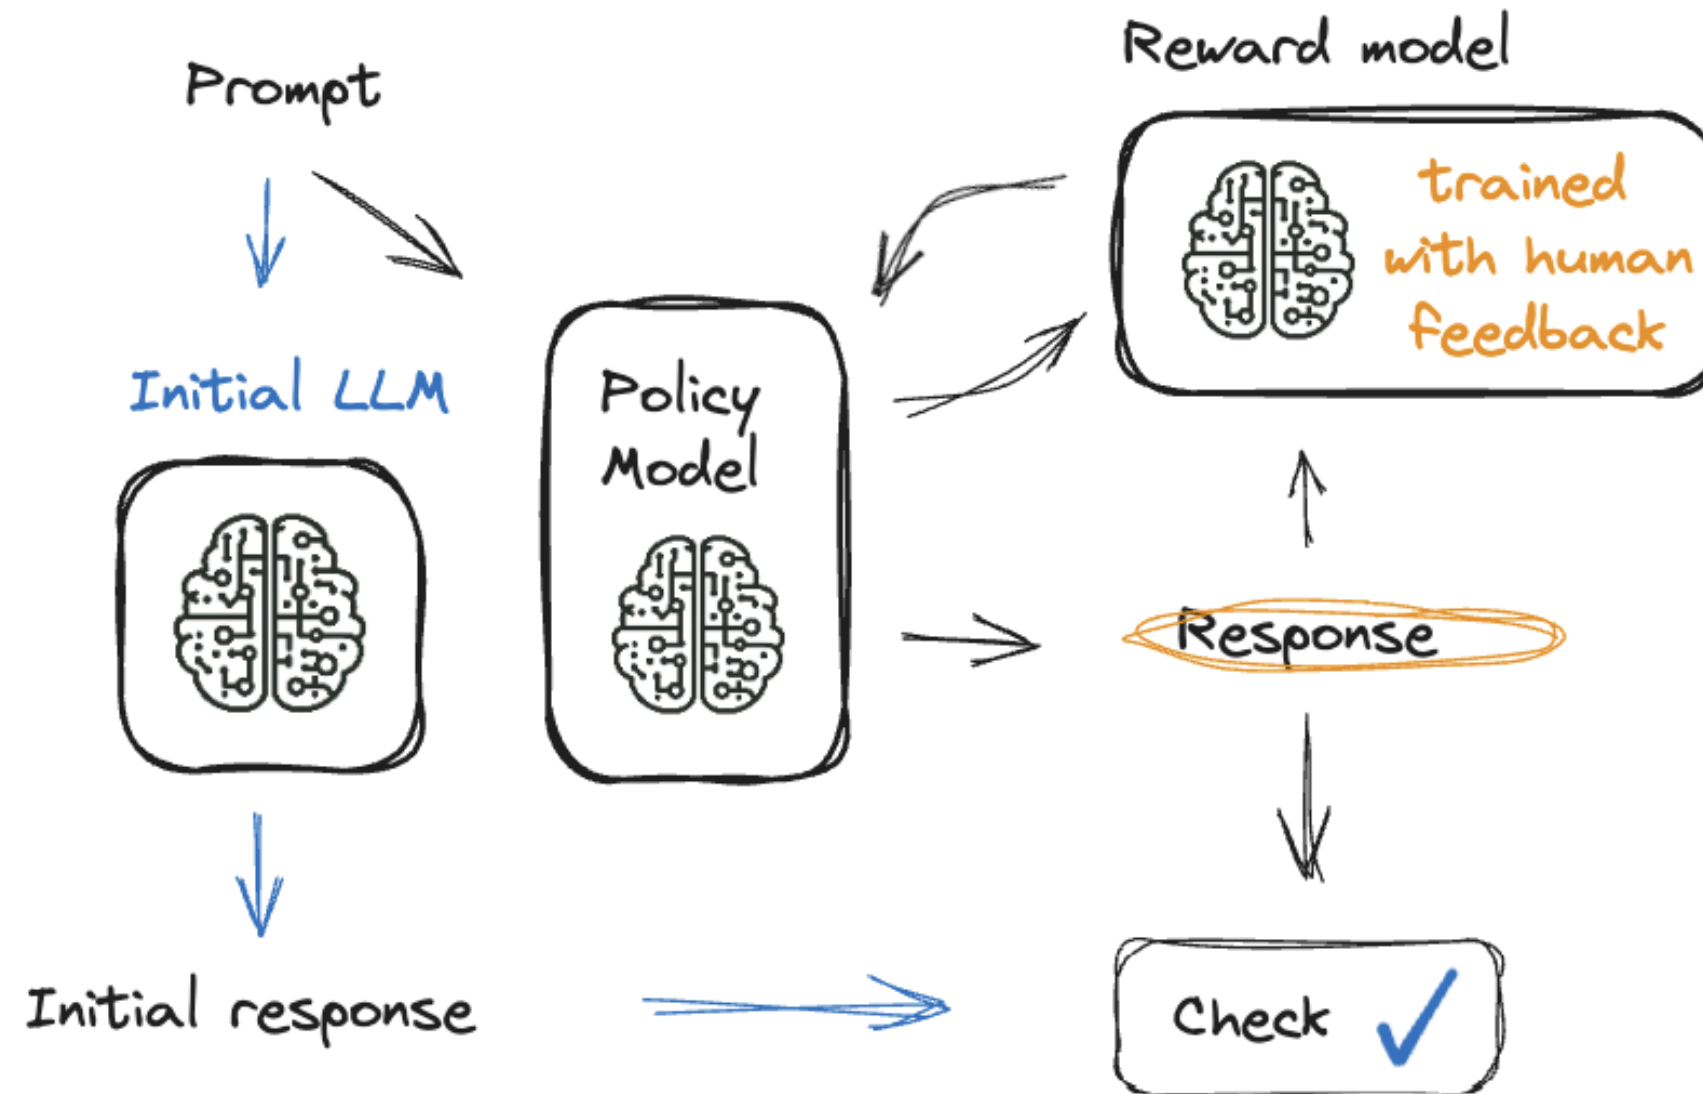 Prompt
Reward model
trained
with human
feedback
Initial LLM
Policy
Model
Response
Initial response
Check